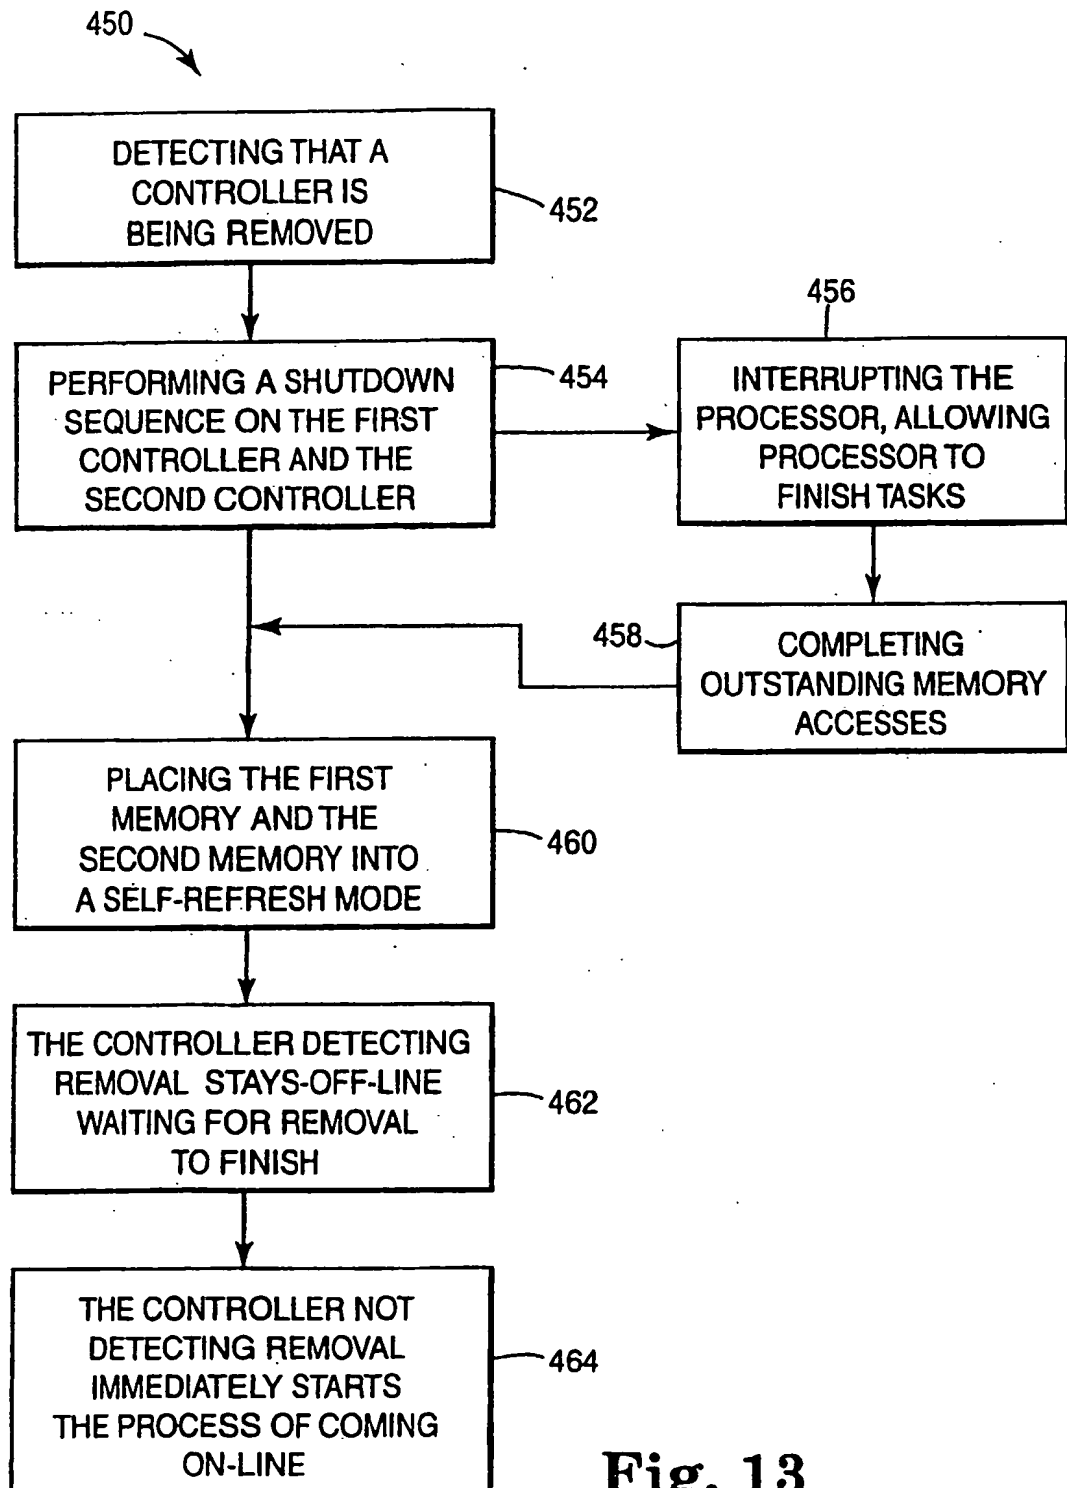 450
DETECTING THAT A
CONTROLLER IS
BEING REMOVED
452
PERFORMING A SHUTDOWN
SEQUENCE ON THE FIRST
CONTROLLER AND THE
SECOND CONTROLLER
454
456
INTERRUPTING THE
PROCESSOR, ALLOWING
PROCESSOR TO
FINISH TASKS
458
COMPLETING
OUTSTANDING MEMORY
ACCESSES
PLACING THE FIRST
MEMORY AND THE
SECOND MEMORY INTO
A SELF-REFRESH MODE
460
THE CONTROLLER DETECTING
REMOVAL STAYS-OFF-LINE
WAITING FOR REMOVAL
TO FINISH
462
THE CONTROLLER NOT
DETECTING REMOVAL
IMMEDIATELY STARTS
THE PROCESS OF COMING
ON-LINE
464
Fig. 13